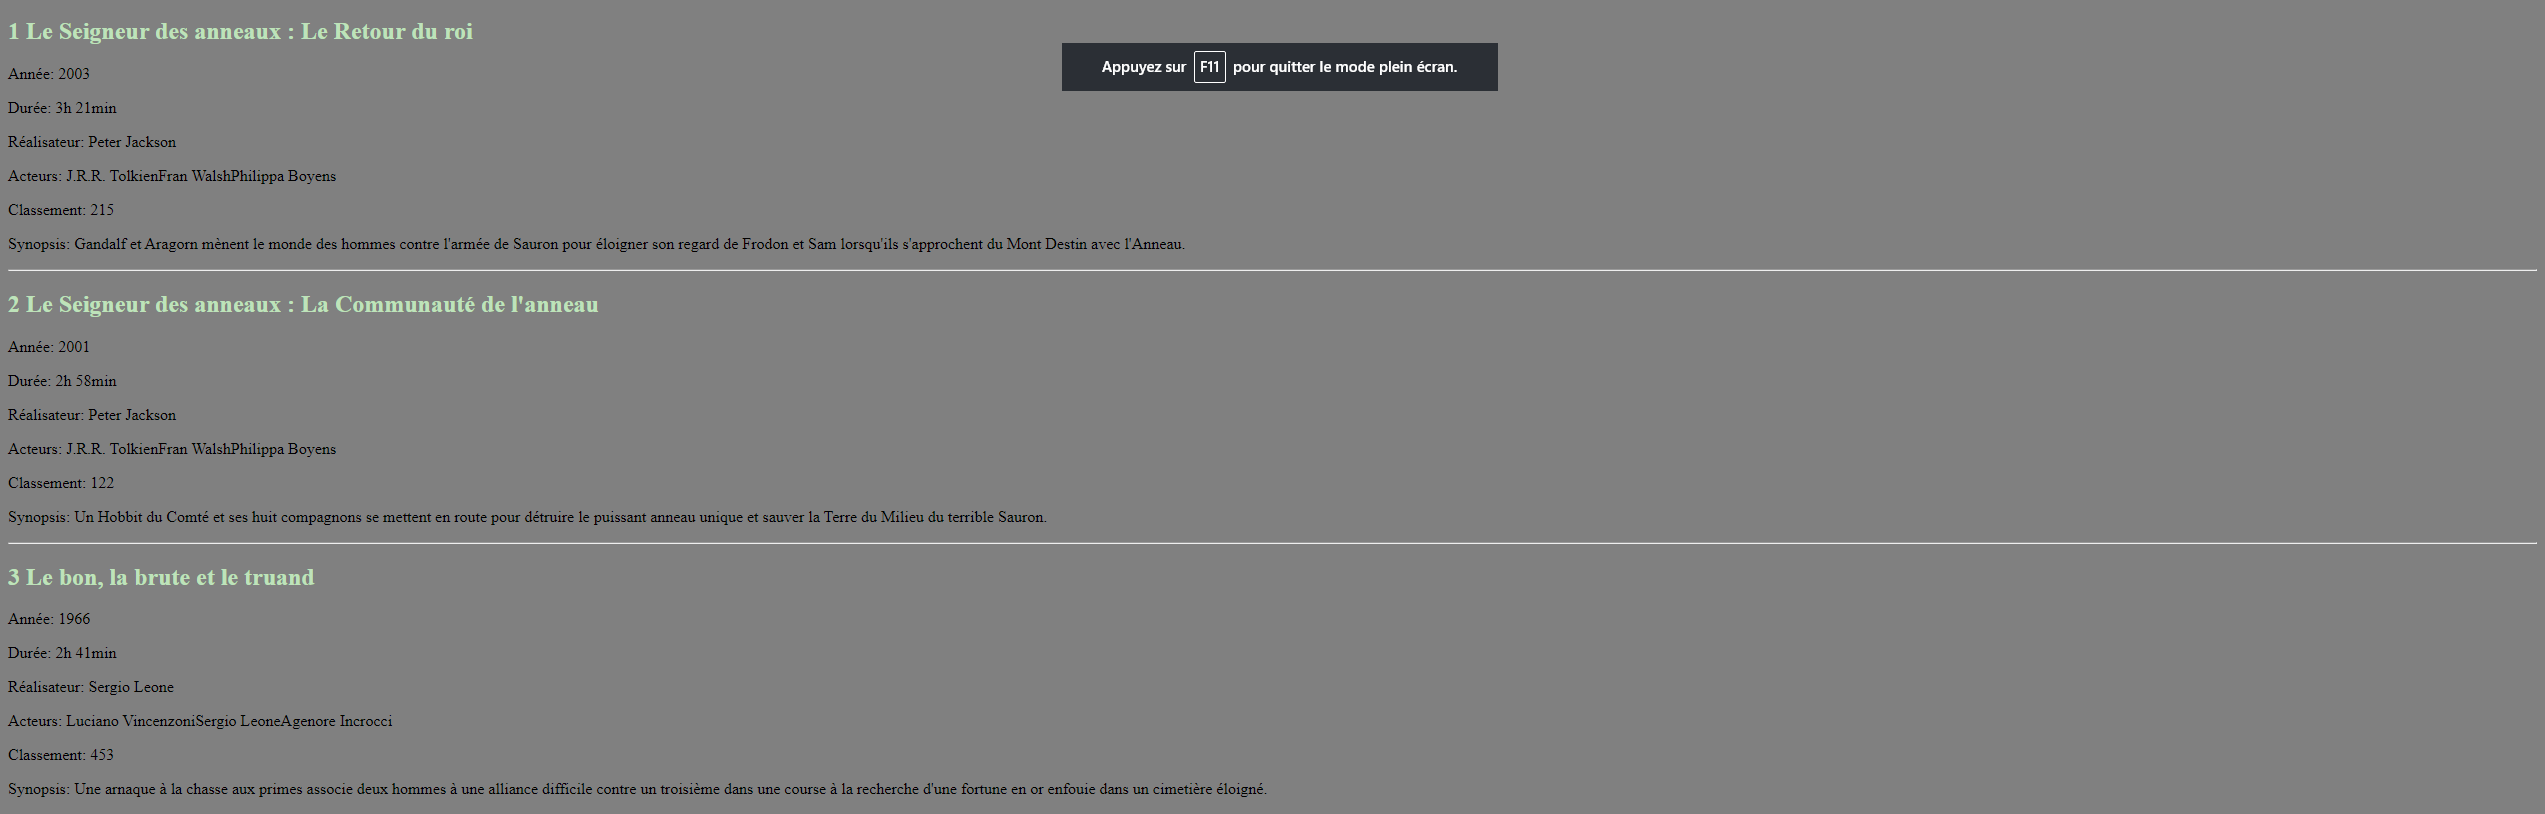 1 Le Seigneur des anneaux : Le Retour du roi
Appuyez sur F11 pour quitter le mode plein écran.
Année: 2003
Durée: 3h 21min
Réalisateur: Peter Jackson
Acteurs: J.R.R. TolkienFran WalshPhilippa Boyens
Classement: 215
Synopsis: Gandalf et Aragorn mènent le monde des hommes contre l'armée de Sauron pour éloigner son regard de Frodon et Sam lorsqu'ils s'approchent du Mont Destin avec l'Anneau.
2 Le Seigneur des anneaux : La Communauté de l'anneau
Année: 2001
Durée: 2h 58min
Réalisateur: Peter Jackson
Acteurs: J.R.R. TolkienFran WalshPhilippa Boyens
Classement: 122
Synopsis: Un Hobbit du Comté et ses huit compagnons se mettent en route pour détruire le puissant anneau unique et sauver la Terre du Milieu du terrible Sauron.
3 Le bon, la brute et le truand
Année: 1966
Durée: 2h 41min
Réalisateur: Sergio Leone
Acteurs: Luciano VincenzoniSergio LeoneAgenore Incrocci
Classement: 453
Synopsis: Une arnaque à la chasse aux primes associe deux hommes à une alliance difficile contre un troisième dans une course à la recherche d'une fortune en or enfouie dans un cimetière éloigné.